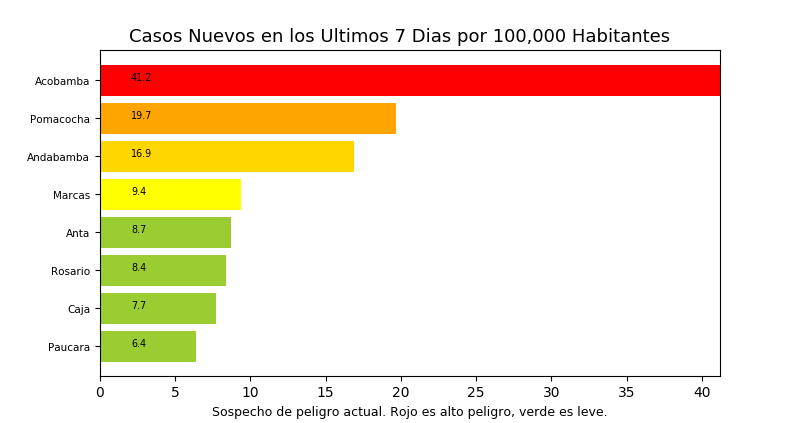 Casos Nuevos en los Ultimos 7 Dias por 100,000 Habitantes
Acobamba 41.2
Pomacocha 19.7
Andabamba 16.9
Marcas 9.4
Anta 8.7
Rosario 8.4
Caja 7.7
Paucara 6.4
0 5 10 15 20 25 30 35 40
Sospecho de peligro actual. Rojo es alto peligro, verde es leve.